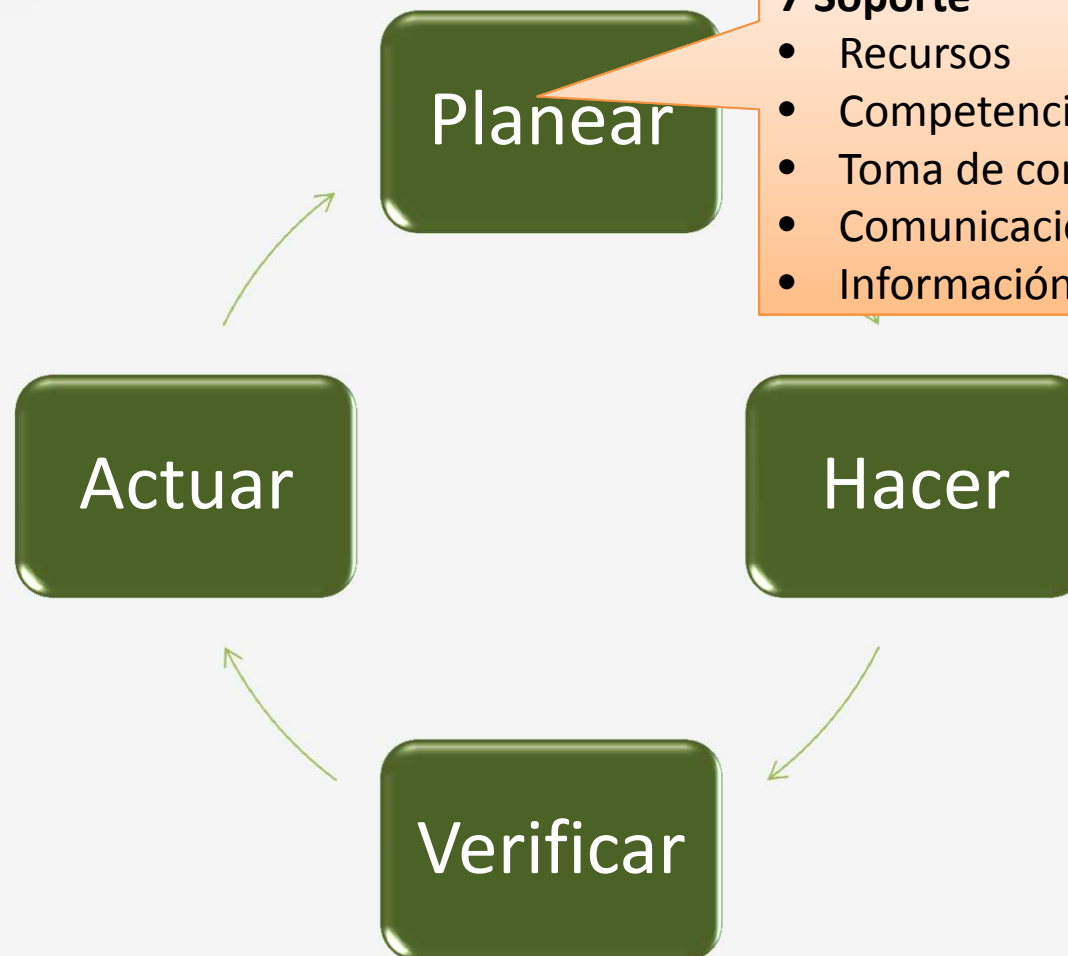 7 Soporte
• Recursos
• Competenci
• Toma de co
• Comunicaci
• Información
Planear
Actuar
Hacer
Verificar